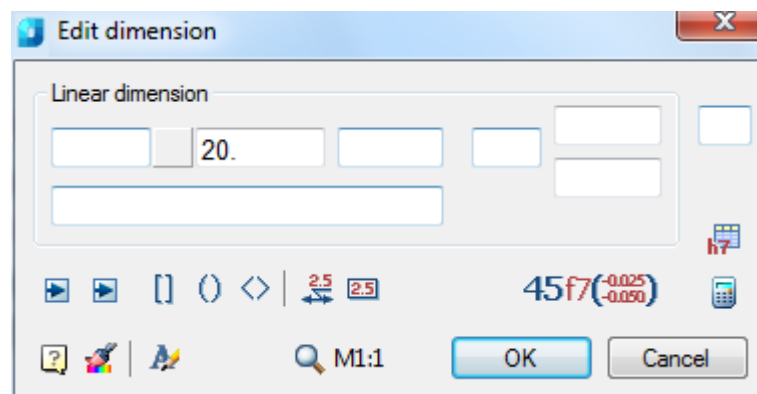 Edit dimension
Linear dimension
20.
h7
[] () <> 2.5 2.5 45f7(-0.025 -0.050)
? M1:1 OK Cancel